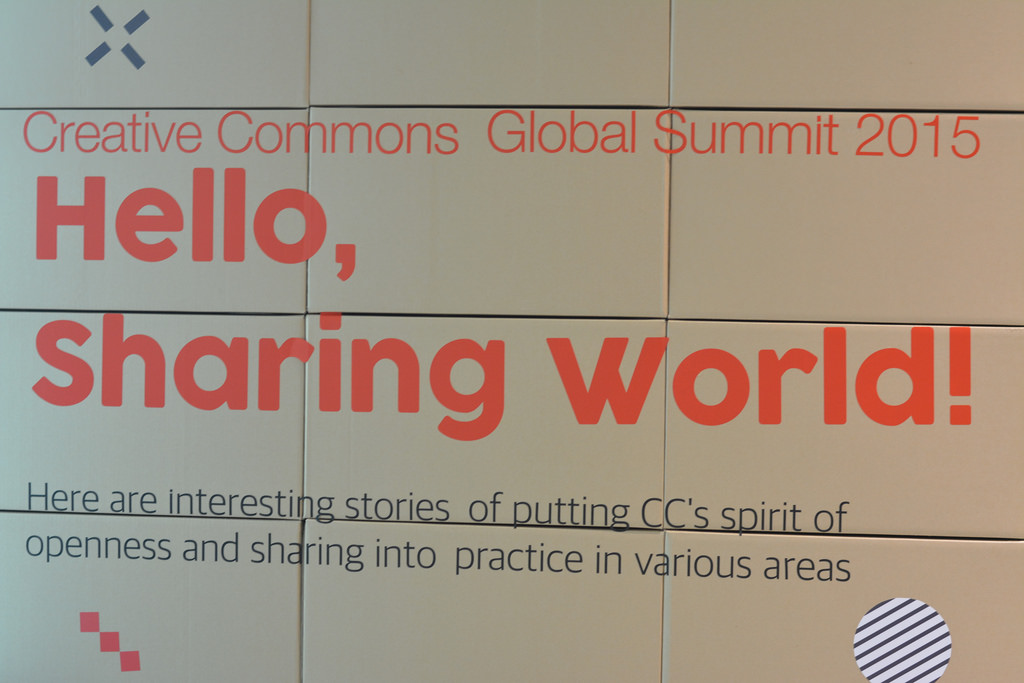 Creative Commons Global Summit 2015
Hello,
Sharing World!
Here are interesting stories of putting CC's spirit of
openness and sharing into practice in various areas